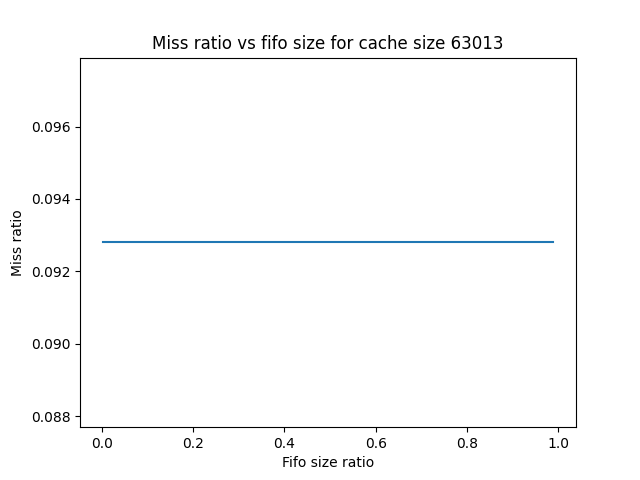 Miss ratio vs fifo size for cache size 63013
0.096
0.094
0.092
0.090
0.088
Miss ratio
0.0 0.2 0.4 0.6 0.8 1.0
Fifo size ratio